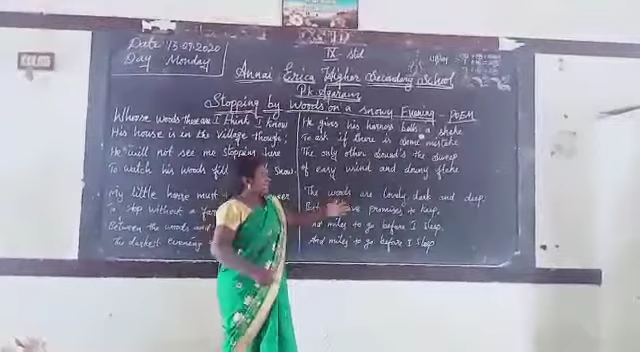 Date 13.07.2020
Day Monday
IX - std
Annai Erica Higher Secondary School
Pk. Agaram
Stopping by Woods on a snowy Evening - POEM
Whoose woods these are I think I know
His house is in the village though;
He will not see me stopping here
To watch his woods fill snow.
My little horse must
To stop without a
Between the woods and
The darkest evening
He gives his harness bells a shake
To ask if there is some mistake
The only other sound's the sweep
of easy wind and downy flake
The woods are lovely, dark and deep,
promises to keep,
and miles to go before I sleep,
And miles to go before I sleep